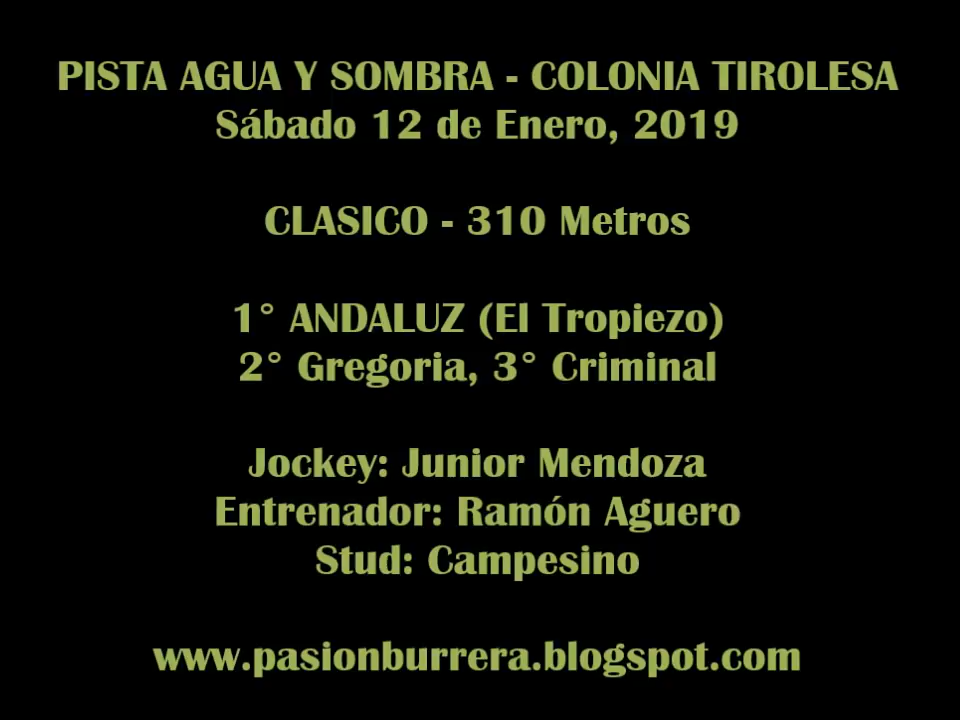 PISTA AGUA Y SOMBRA - COLONIA TIROLESA
Sábado 12 de Enero, 2019
CLASICO - 310 Metros
1° ANDALUZ (El Tropiezo)
2° Gregoria, 3° Criminal
Jockey: Junior Mendoza
Entrenador: Ramón Aguero
Stud: Campesino
www.pasionburrera.blogspot.com